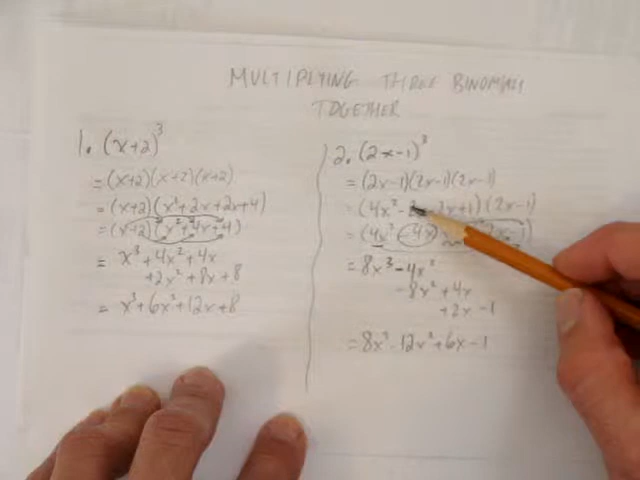 MULTIPLYING THREE BINOMIALS
TOGETHER
1. (x+2)³
= (x+2)(x+2)(x+2)
= (x+2)(x²+2x+2x+4)
= (x+2)(x²+4x+4)
= x³+4x²+4x
+2x²+8x+8
= x³+6x²+12x+8
2. (2x-1)³
= (2x-1)(2x-1)(2x-1)
= (4x²-2x-2x+1)(2x-1)
= (4x²-4x
= 8x³-4x²
-8x²+4x
+2x-1
= 8x³-12x²+6x-1